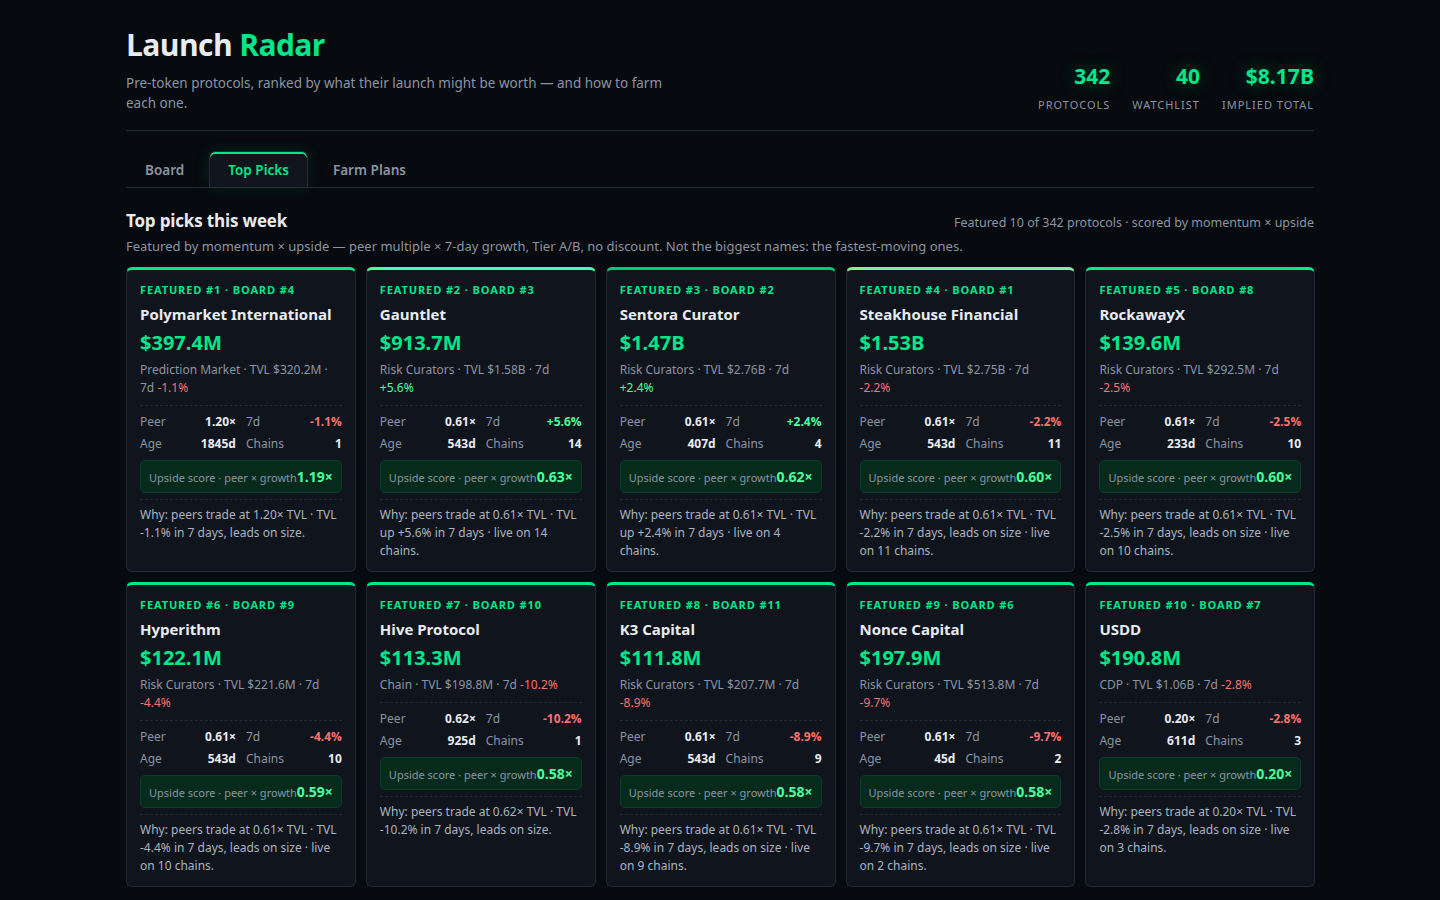 Launch Radar
Pre-token protocols, ranked by what their launch might be worth — and how to farm
each one.
342
PROTOCOLS
40
WATCHLIST
$8.17B
IMPLIED TOTAL
Board
Top Picks
Farm Plans
Top picks this week
Featured 10 of 342 protocols · scored by momentum × upside
Featured by momentum × upside — peer multiple × 7-day growth, Tier A/B, no discount. Not the biggest names: the fastest-moving ones.
FEATURED #1 · BOARD #4
Polymarket International
$397.4M
Prediction Market · TVL $320.2M ·
7d -1.1%
Peer 1.20× 7d -1.1%
Age 1845d Chains 1
Upside score · peer × growth 1.19×
Why: peers trade at 1.20× TVL · TVL
-1.1% in 7 days, leads on size.
FEATURED #2 · BOARD #3
Gauntlet
$913.7M
Risk Curators · TVL $1.58B · 7d
+5.6%
Peer 0.61× 7d +5.6%
Age 543d Chains 14
Upside score · peer × growth 0.63×
Why: peers trade at 0.61× TVL · TVL
up +5.6% in 7 days · live on 14
chains.
FEATURED #3 · BOARD #2
Sentora Curator
$1.47B
Risk Curators · TVL $2.76B · 7d
+2.4%
Peer 0.61× 7d +2.4%
Age 407d Chains 4
Upside score · peer × growth 0.62×
Why: peers trade at 0.61× TVL · TVL
up +2.4% in 7 days · live on 4
chains.
FEATURED #4 · BOARD #1
Steakhouse Financial
$1.53B
Risk Curators · TVL $2.75B · 7d
-2.2%
Peer 0.61× 7d -2.2%
Age 543d Chains 11
Upside score · peer × growth 0.60×
Why: peers trade at 0.61× TVL · TVL
-2.2% in 7 days, leads on size · live
on 11 chains.
FEATURED #5 · BOARD #8
RockawayX
$139.6M
Risk Curators · TVL $292.5M · 7d
-2.5%
Peer 0.61× 7d -2.5%
Age 233d Chains 10
Upside score · peer × growth 0.60×
Why: peers trade at 0.61× TVL · TVL
-2.5% in 7 days, leads on size · live
on 10 chains.
FEATURED #6 · BOARD #9
Hyperithm
$122.1M
Risk Curators · TVL $221.6M · 7d
-4.4%
Peer 0.61× 7d -4.4%
Age 543d Chains 10
Upside score · peer × growth 0.59×
Why: peers trade at 0.61× TVL · TVL
-4.4% in 7 days, leads on size · live
on 10 chains.
FEATURED #7 · BOARD #10
Hive Protocol
$113.3M
Chain · TVL $198.8M · 7d -10.2%
Peer 0.62× 7d -10.2%
Age 925d Chains 1
Upside score · peer × growth 0.58×
Why: peers trade at 0.62× TVL · TVL
-10.2% in 7 days, leads on size.
FEATURED #8 · BOARD #11
K3 Capital
$111.8M
Risk Curators · TVL $207.7M · 7d
-8.9%
Peer 0.61× 7d -8.9%
Age 543d Chains 9
Upside score · peer × growth 0.58×
Why: peers trade at 0.61× TVL · TVL
-8.9% in 7 days, leads on size · live
on 9 chains.
FEATURED #9 · BOARD #6
Nonce Capital
$197.9M
Risk Curators · TVL $513.8M · 7d
-9.7%
Peer 0.61× 7d -9.7%
Age 45d Chains 2
Upside score · peer × growth 0.58×
Why: peers trade at 0.61× TVL · TVL
-9.7% in 7 days, leads on size · live
on 2 chains.
FEATURED #10 · BOARD #7
USDD
$190.8M
CDP · TVL $1.06B · 7d -2.8%
Peer 0.20× 7d -2.8%
Age 611d Chains 3
Upside score · peer × growth 0.20×
Why: peers trade at 0.20× TVL · TVL
-2.8% in 7 days, leads on size · live
on 3 chains.